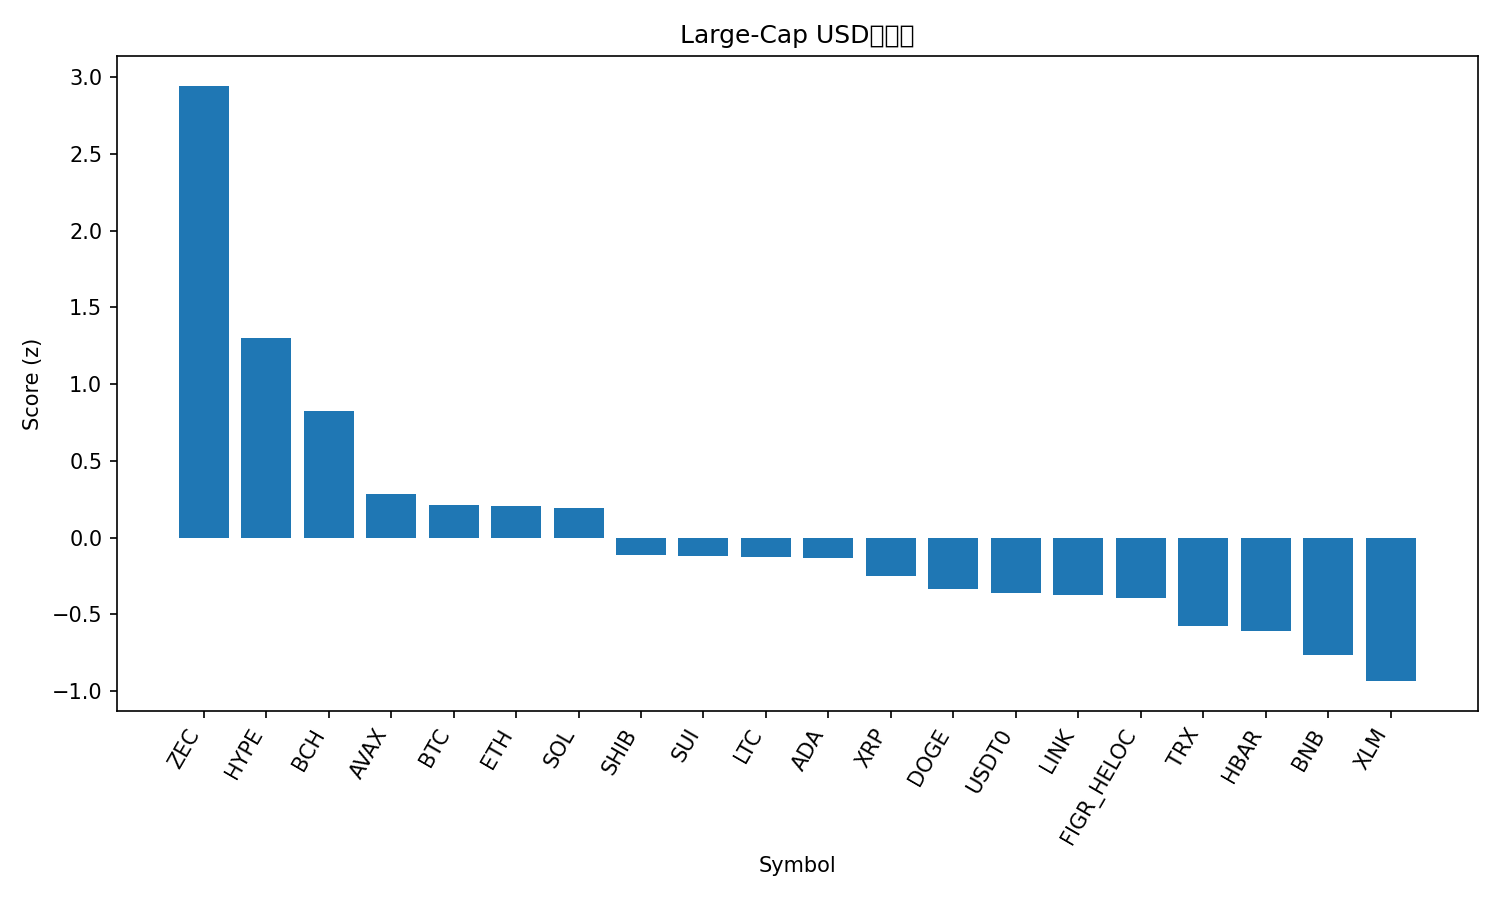 Large-Cap USD
Score (z)
3.0
2.5
2.0
1.5
1.0
0.5
0.0
−0.5
−1.0
ZEC
HYPE
BCH
AVAX
BTC
ETH
SOL
SHIB
SUI
LTC
ADA
XRP
DOGE
USDT0
LINK
FIGR_HELOC
TRX
HBAR
BNB
XLM
Symbol